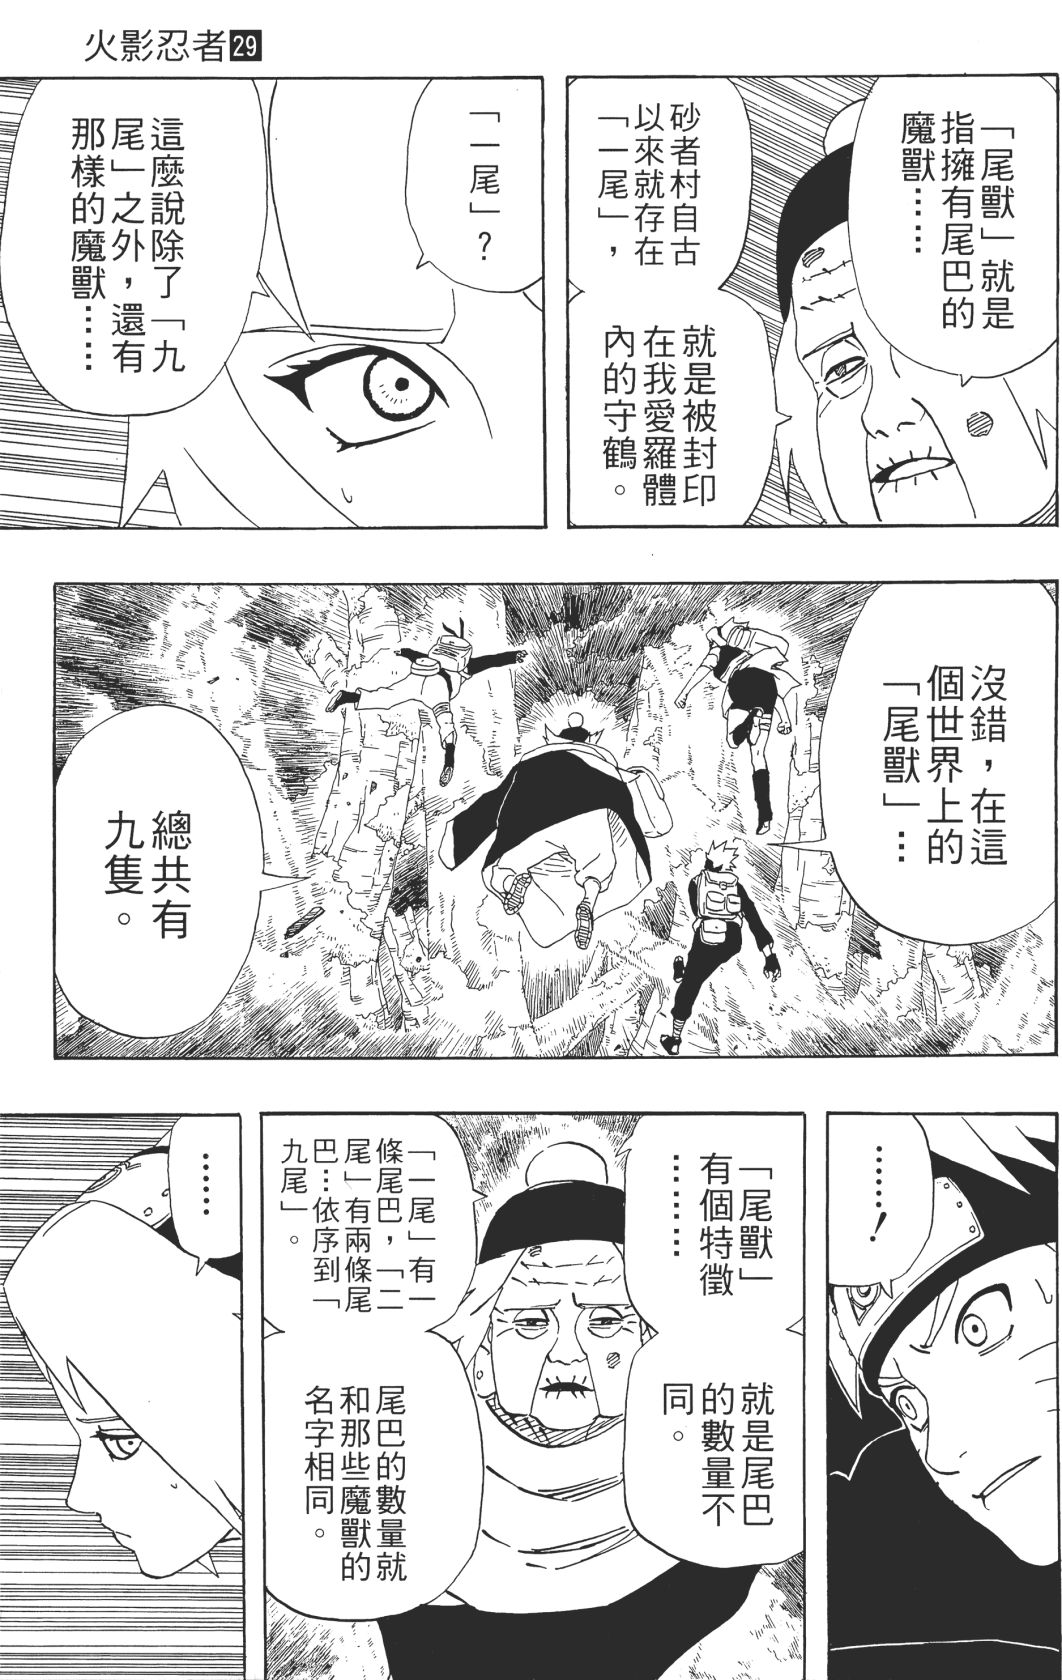 火影忍者29
「尾獸」就是
指擁有尾巴的
魔獸……
砂者村自古
以來就存在
「一尾」，
就是被封印
在我愛羅體
內的守鶴。
「一尾」？
這麼說除了「九
尾」之外，還有
那樣的魔獸……
沒錯，在這
個世界上的
「尾獸」…
總共有
九隻。
……！
「尾獸」
有個特徵
………
就是尾巴
的數量不
同。
「一尾」有一
條尾巴，「二
尾」有兩條尾
巴…依序到「
九尾」。
尾巴的數量就
和那些魔獸的
名字相同。
……